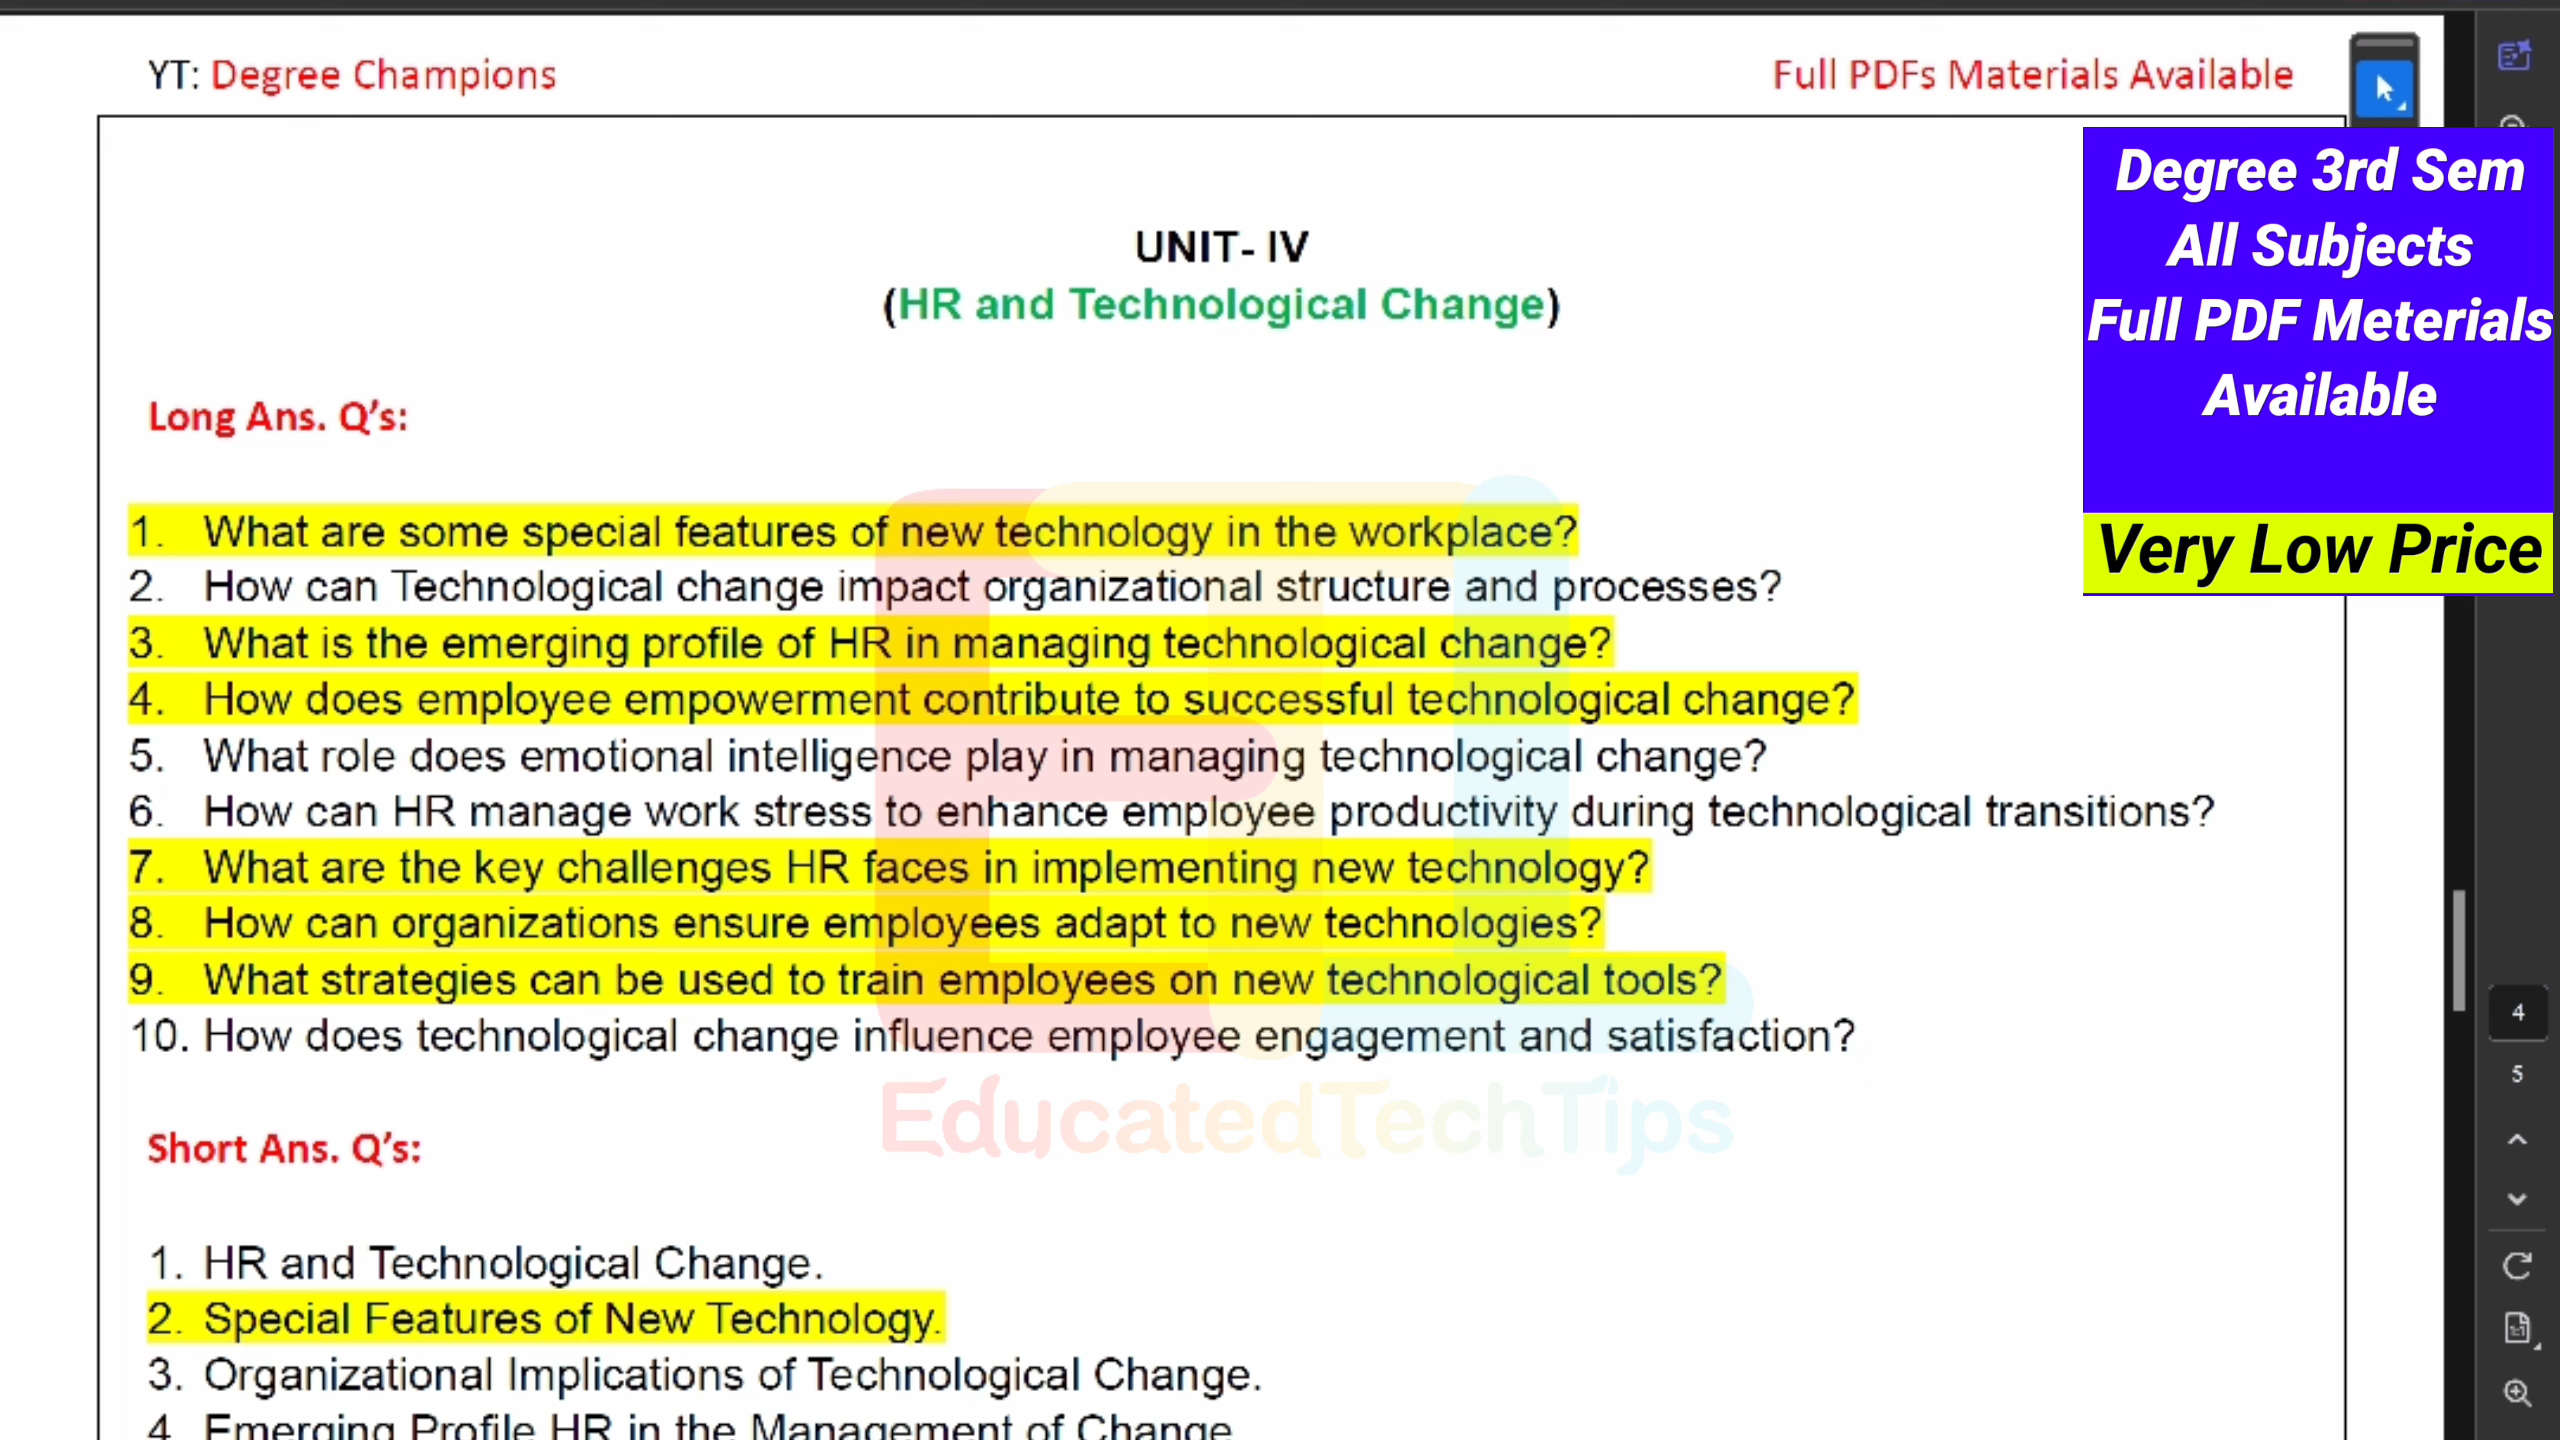 YT: Degree Champions
Full PDFs Materials Available
Degree 3rd Sem
All Subjects
Full PDF Meterials
Available
Very Low Price
UNIT- IV
(HR and Technological Change)
Long Ans. Q's:
1. What are some special features of new technology in the workplace?
2. How can Technological change impact organizational structure and processes?
3. What is the emerging profile of HR in managing technological change?
4. How does employee empowerment contribute to successful technological change?
5. What role does emotional intelligence play in managing technological change?
6. How can HR manage work stress to enhance employee productivity during technological transitions?
7. What are the key challenges HR faces in implementing new technology?
8. How can organizations ensure employees adapt to new technologies?
9. What strategies can be used to train employees on new technological tools?
10. How does technological change influence employee engagement and satisfaction?
EducatedTechTips
Short Ans. Q's:
1. HR and Technological Change.
2. Special Features of New Technology.
3. Organizational Implications of Technological Change.
4. Emerging Profile HR in the Management of Change
4
5